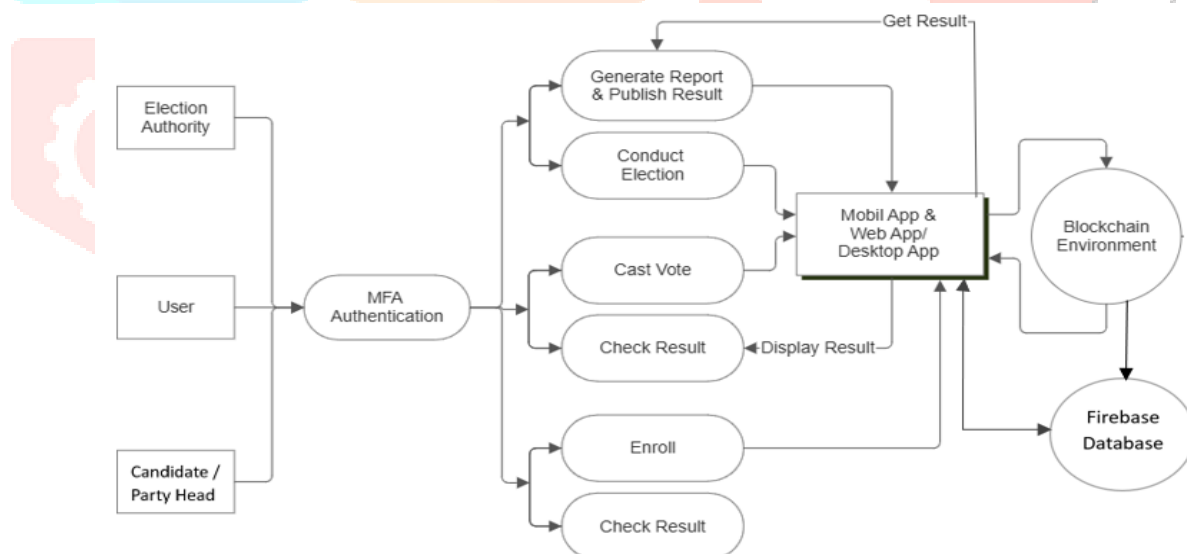 Get Result
Generate Report
& Publish Result
Election
Authority
Conduct
Election
Mobil App &
Web App/
Desktop App
Blockchain
Environment
Cast Vote
User
MFA
Authentication
Check Result
Display Result
Firebase
Database
Enroll
Candidate /
Party Head
Check Result